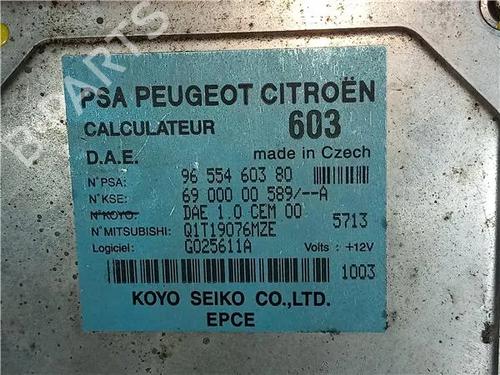 PSA PEUGEOT CITROËN
CALCULATEUR 603
D.A.E. made in Czech
N°PSA: 96 554 603 80
N°KSE: 69 000 00 589/--A
N°KOYO: DAE 1.0 CEM 00 5713
N°MITSUBISHI: Q1T19076MZE
Logiciel: G025611A Volts : +12V
1003
KOYO SEIKO CO.,LTD.
EPCE
B PARTS